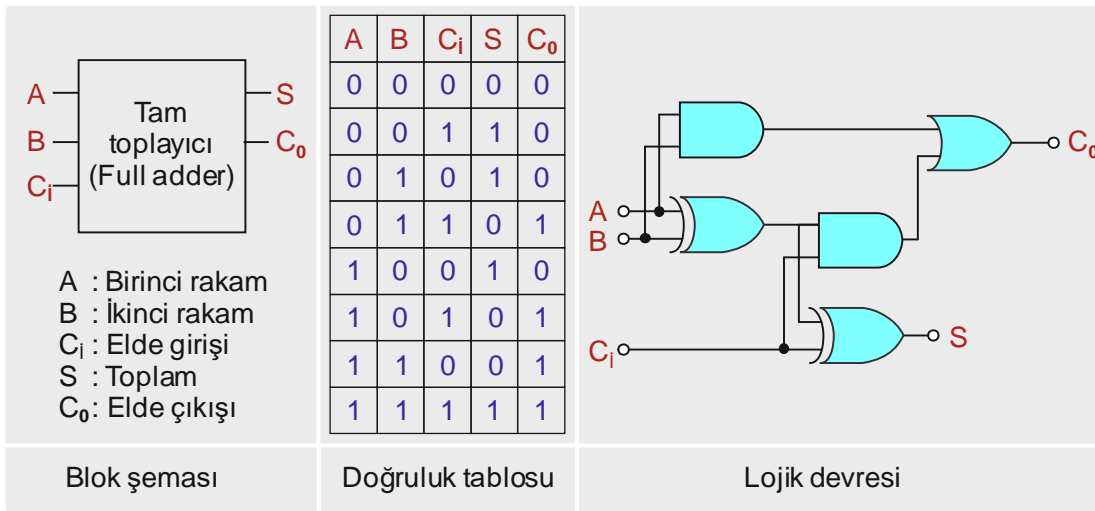 A
B
Ci
Tam
toplayıcı
(Full adder)
S
C0
A : Birinci rakam
B : İkinci rakam
Ci : Elde girişi
S : Toplam
C0: Elde çıkışı
Blok şeması
A B Ci S C0
0 0 0 0 0
0 0 1 1 0
0 1 0 1 0
0 1 1 0 1
1 0 0 1 0
1 0 1 0 1
1 1 0 0 1
1 1 1 1 1
Doğruluk tablosu
C0
A
B
Ci
S
Lojik devresi